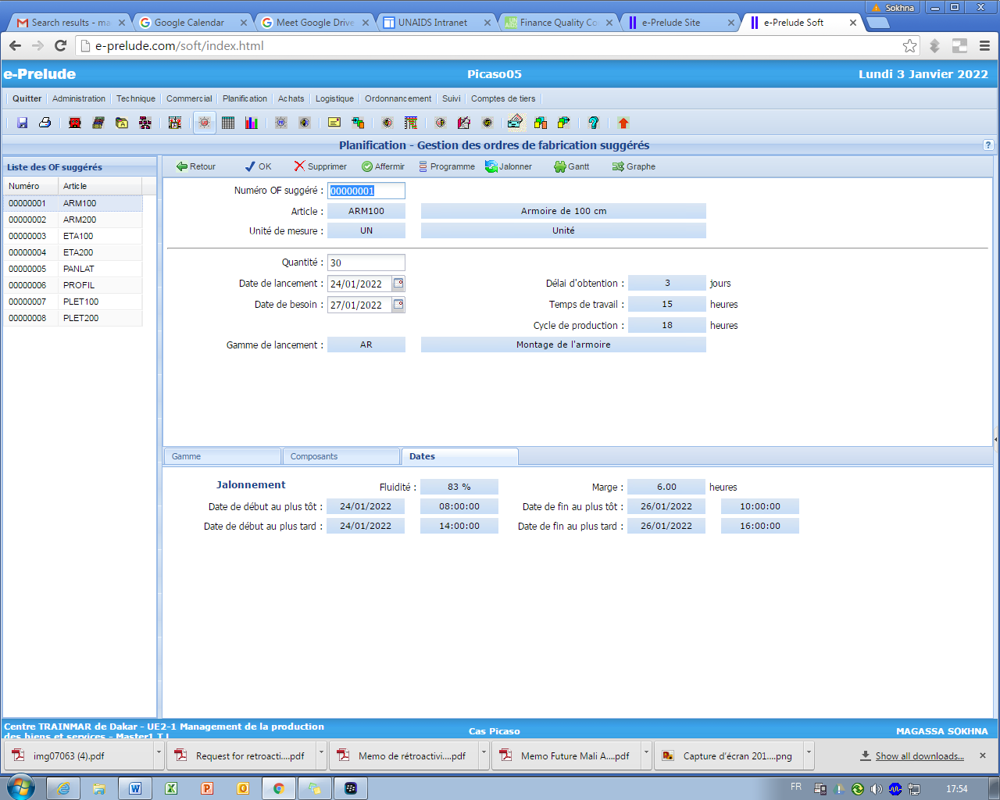 Sokhna
Search results - ma
Google Calendar
Meet Google Drive
UNAIDS Intranet
Finance Quality Co
e-Prelude Site
e-Prelude Soft
e-prelude.com/soft/index.html
e-Prelude
Picaso05
Lundi 3 Janvier 2022
Quitter Administration Technique Commercial Planification Achats Logistique Ordonnancement Suivi Comptes de tiers
Planification - Gestion des ordres de fabrication suggérés
?
Liste des OF suggérés
Numéro Article
00000001 ARM100
00000002 ARM200
00000003 ETA100
00000004 ETA200
00000005 PANLAT
00000006 PROFIL
00000007 PLET100
00000008 PLET200
Retour OK Supprimer Affermir Programme Jalonner Gantt Graphe
Numéro OF suggéré : 00000001
Article : ARM100 Armoire de 100 cm
Unité de mesure : UN Unité
Quantité : 30
Date de lancement : 24/01/2022 Délai d'obtention : 3 jours
Date de besoin : 27/01/2022 Temps de travail : 15 heures
Cycle de production : 18 heures
Gamme de lancement : AR Montage de l'armoire
Gamme Composants Dates
Jalonnement Fluidité : 83 % Marge : 6.00 heures
Date de début au plus tôt : 24/01/2022 08:00:00 Date de fin au plus tôt : 26/01/2022 10:00:00
Date de début au plus tard : 24/01/2022 14:00:00 Date de fin au plus tard : 26/01/2022 16:00:00
Centre TRAINMAR de Dakar - UE2-1 Management de la production
des biens et services - Master1 T L
Cas Picaso
MAGASSA SOKHNA
img07063 (4).pdf
Request for retroacti....pdf
Memo de rétroactivi....pdf
Memo Future Mali A....pdf
Capture d'écran 201....png
Show all downloads...
FR
17:54